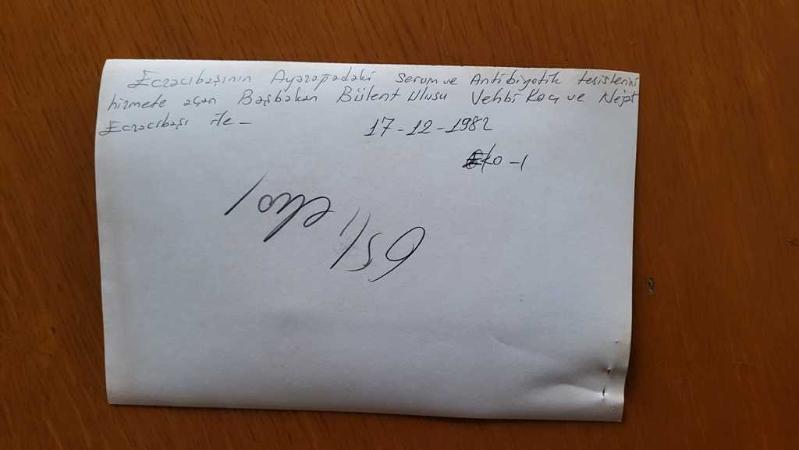 Eczacıbaşının Ayazağadaki serum ve Antibiyotik tesislerini
hizmete açan Başbakan Bülent Ulusu Vehbi Koç ve Nejat
Eczacıbaşı ile -
17-12-1982
EKO-1
65/, eko/